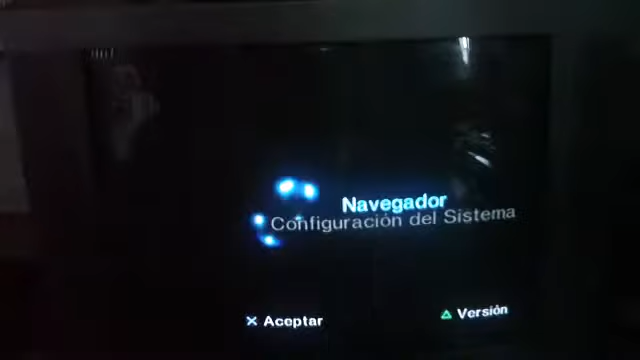 Navegador
Configuración del Sistema
Aceptar
Versión